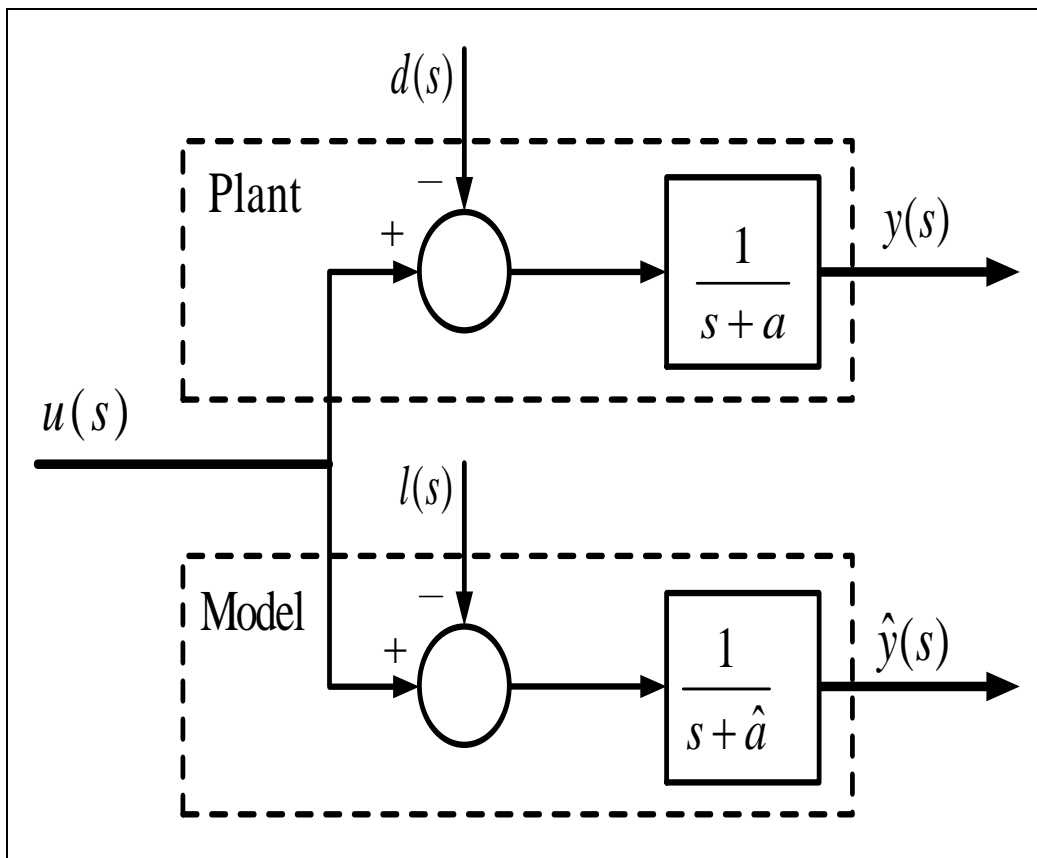 d(s)
−
Plant
+
1
s + a
y(s)
u(s)
l(s)
−
Model
+
1
s + â
ŷ(s)